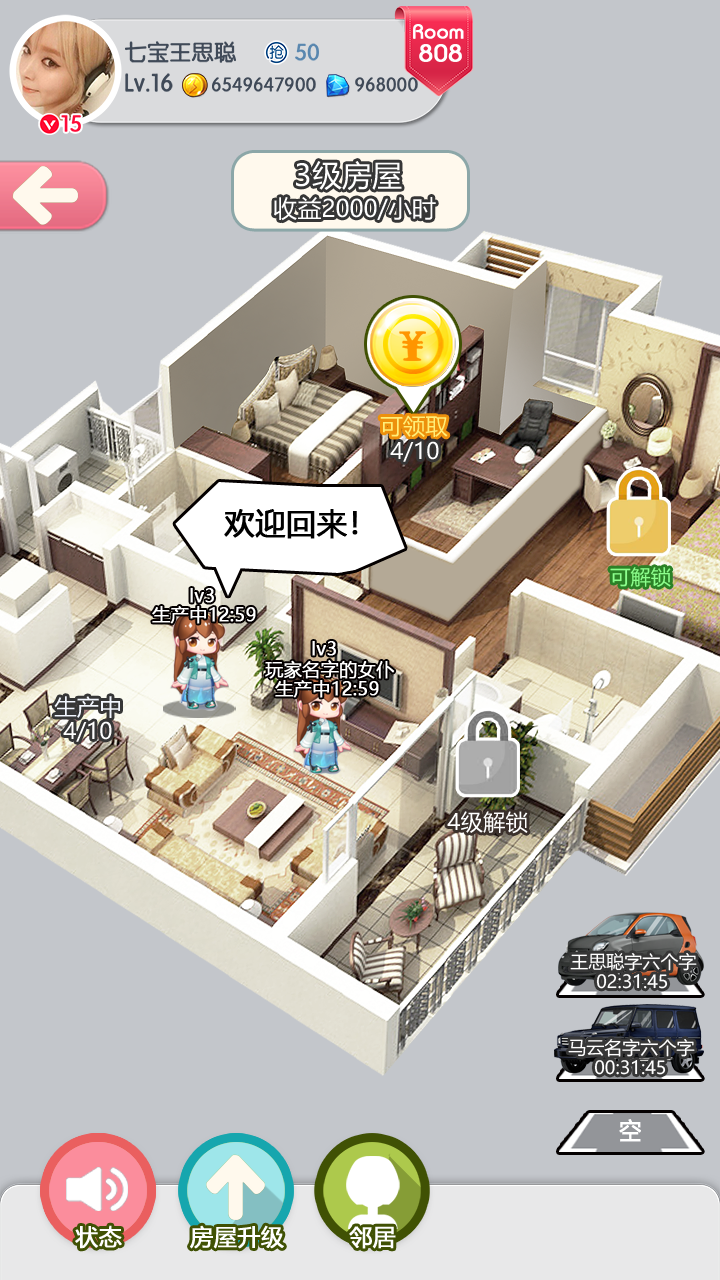 Room
808
七宝王思聪 抢 50
Lv.16 6549647900 968000
V15
3级房屋
收益2000/小时
¥
可领取
4/10
可解锁
欢迎回来!
lv3
生产中12:59
lv3
玩家名字的女仆
生产中12:59
生产中
4/10
4级解锁
王思聪字六个字
02:31:45
马云名字六个字
00:31:45
空
状态
房屋升级
邻居